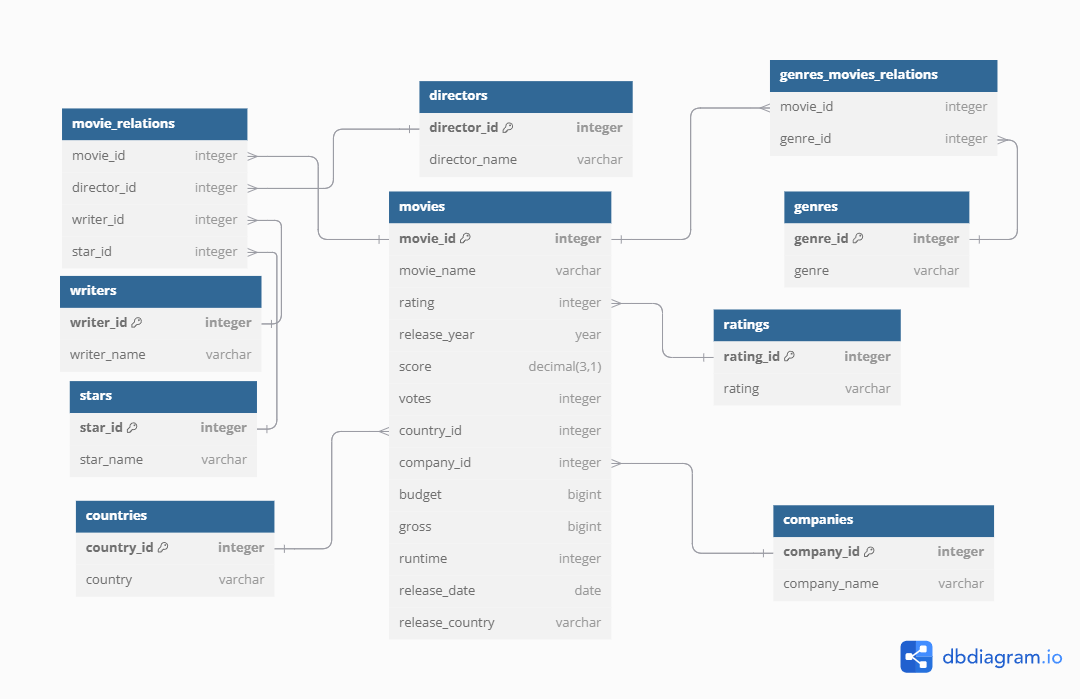 movie_relations
movie_id integer
director_id integer
writer_id integer
star_id integer
writers
writer_id integer
writer_name varchar
stars
star_id integer
star_name varchar
countries
country_id integer
country varchar
directors
director_id integer
director_name varchar
movies
movie_id integer
movie_name varchar
rating integer
release_year year
score decimal(3,1)
votes integer
country_id integer
company_id integer
budget bigint
gross bigint
runtime integer
release_date date
release_country varchar
genres_movies_relations
movie_id integer
genre_id integer
genres
genre_id integer
genre varchar
ratings
rating_id integer
rating varchar
companies
company_id integer
company_name varchar
dbdiagram.io